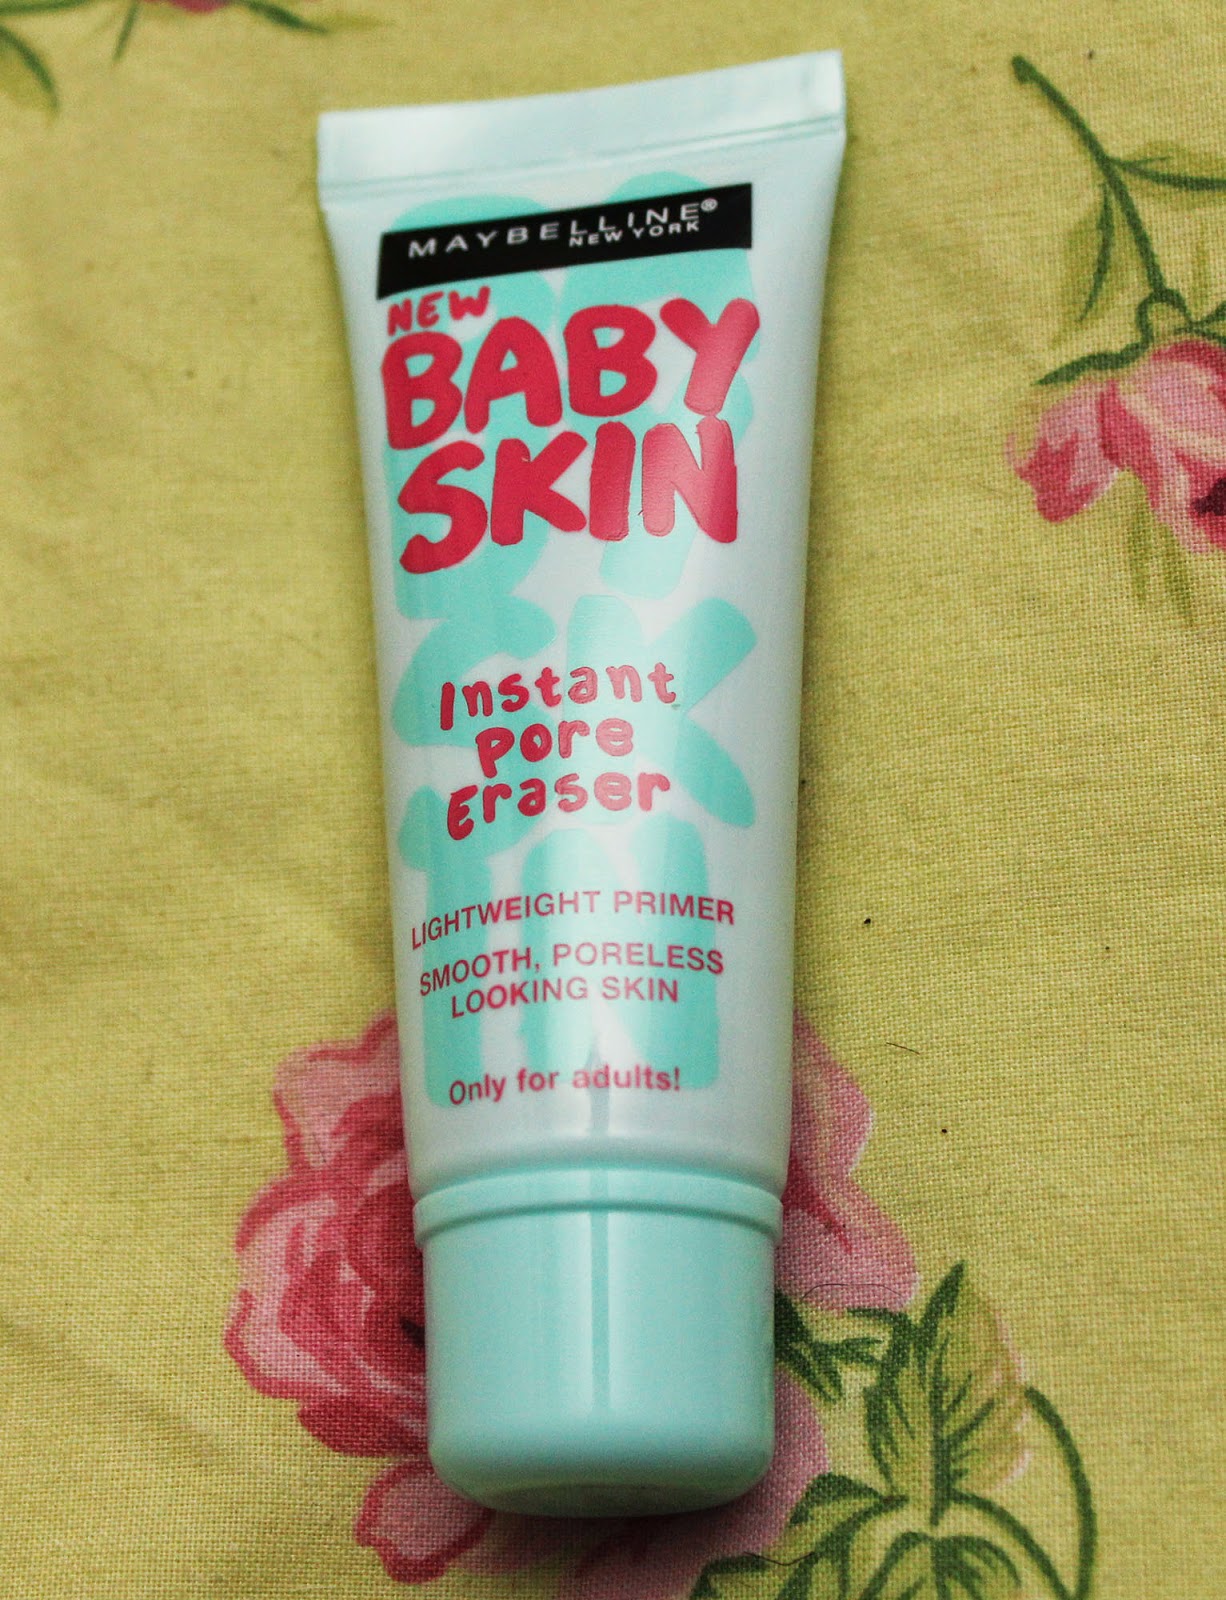 MAYBELLINE®
NEW YORK
NEW
BABY
SKIN
Instant
Pore
Eraser
LIGHTWEIGHT PRIMER
SMOOTH, PORELESS
LOOKING SKIN
Only for adults!